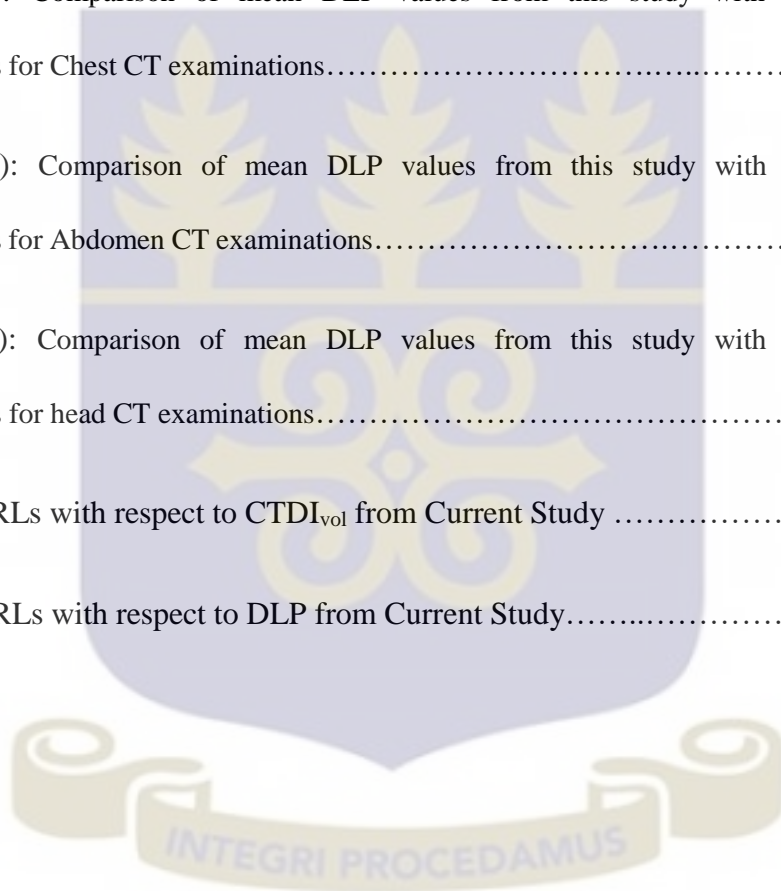 : Comparison of mean DLP values from this study with
s for Chest CT examinations…………………………….…..………
): Comparison of mean DLP values from this study with
s for Abdomen CT examinations……………………….…………
): Comparison of mean DLP values from this study with
s for head CT examinations……………………………………
RLs with respect to CTDIvol from Current Study ……………
RLs with respect to DLP from Current Study……..…………
INTEGRI PROCEDAMUS